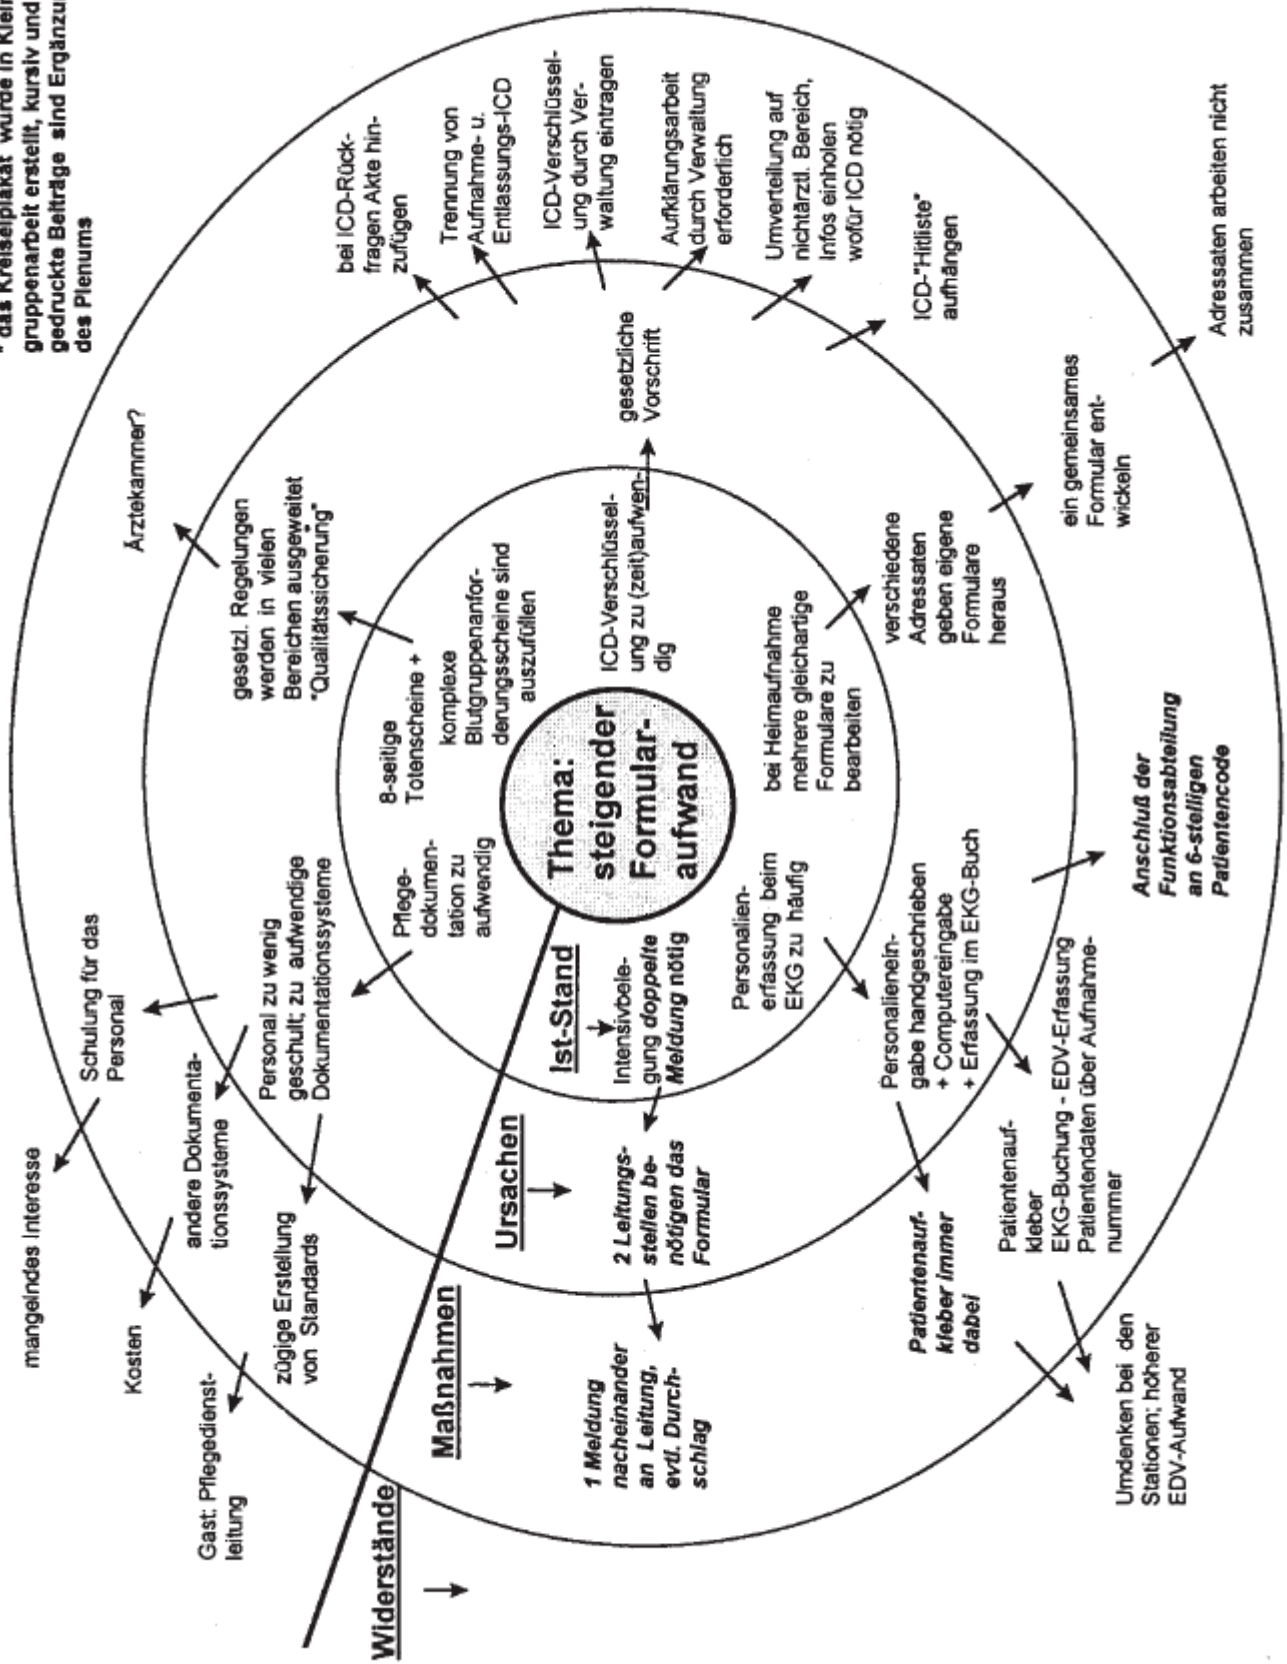 * das Kreiselplakat wurde in Klein
gruppenarbeit erstellt, kursiv und
gedruckte Beiträge sind Ergänzu
des Plenums
Thema:
steigender
Formular-
aufwand
Ist-Stand
Ursachen
Maßnahmen
Widerstände
Intensivbele-
gung doppelte
Meldung nötig
2 Leitungs-
stellen be-
nötigen das
Formular
1 Meldung
nacheinander
an Leitung,
evtl. Durch-
schlag
Pflege-
dokumen-
tation zu
aufwendig
Personal zu wenig
geschult; zu aufwendige
Dokumentationssysteme
Schulung für das
Personal
mangelndes Interesse
andere Dokumenta-
tionssysteme
Kosten
zügige Erstellung
von Standards
Gast: Pflegedienst-
leitung
8-seitige
Totenscheine +
komplexe
Blutgruppenanfor-
derungsscheine sind
auszufüllen
gesetzl. Regelungen
werden in vielen
Bereichen ausgeweitet
"Qualitätssicherung"
Ärztekammer?
ICD-Verschlüssel-
ung zu (zeit)aufwen-
dig
gesetzliche
Vorschrift
bei ICD-Rück-
fragen Akte hin-
zufügen
Trennung von
Aufnahme- u.
Entlassungs-ICD
ICD-Verschlüssel-
ung durch Ver-
waltung eintragen
Aufklärungsarbeit
durch Verwaltung
erforderlich
Umverteilung auf
nichtärztl. Bereich,
Infos einholen
wofür ICD nötig
ICD-"Hitliste"
aufhängen
bei Heimaufnahme
mehrere gleichartige
Formulare zu
bearbeiten
verschiedene
Adressaten
geben eigene
Formulare
heraus
ein gemeinsames
Formular ent-
wickeln
Adressaten arbeiten nicht
zusammen
Personalien-
erfassung beim
EKG zu häufig
Personalienein-
gabe handgeschrieben
+ Computereingabe
+ Erfassung im EKG-Buch
Anschluß der
Funktionsabteilung
an 6-stelligen
Patientencode
Patientenauf-
kleber
EKG-Buchung - EDV-Erfassung
Patientendaten über Aufnahme-
nummer
Patientenauf-
kleber immer
dabei
Umdenken bei den
Stationen; höherer
EDV-Aufwand